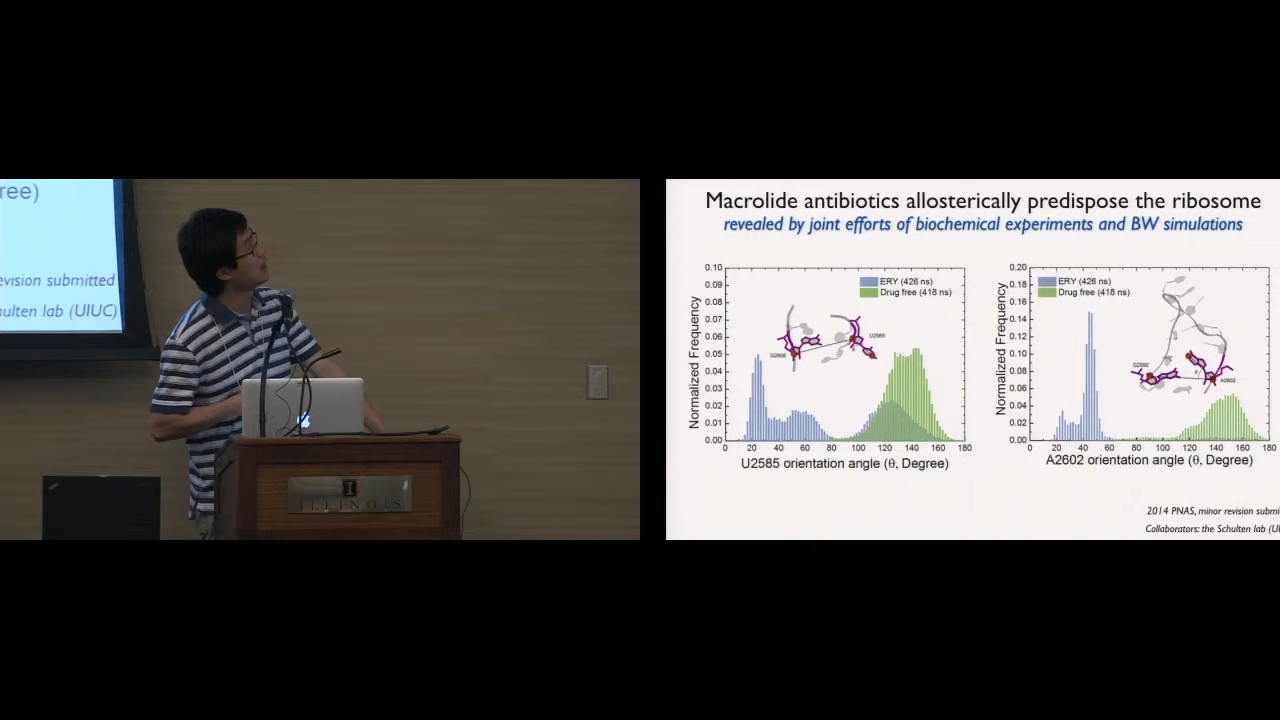 ree)
evision submitted
hulten lab (UIUC)
I
ILLINOIS
Macrolide antibiotics allosterically predispose the ribosome
revealed by joint efforts of biochemical experiments and BW simulations
0.10
0.09
0.08
0.07
0.06
0.05
0.04
0.03
0.02
0.01
0.00
Normalized Frequency
ERY (426 ns)
Drug free (418 ns)
U2585
0 20 40 60 80 100 120 140 160 180
U2585 orientation angle (θ, Degree)
0.20
0.18
0.16
0.14
0.12
0.10
0.08
0.06
0.04
0.02
0.00
Normalized Frequency
ERY (426 ns)
Drug free (418 ns)
A2602
0 20 40 60 80 100 120 140 160 180
A2602 orientation angle (θ, Degree)
2014 PNAS, minor revision submi
Collaborators: the Schulten lab (UI